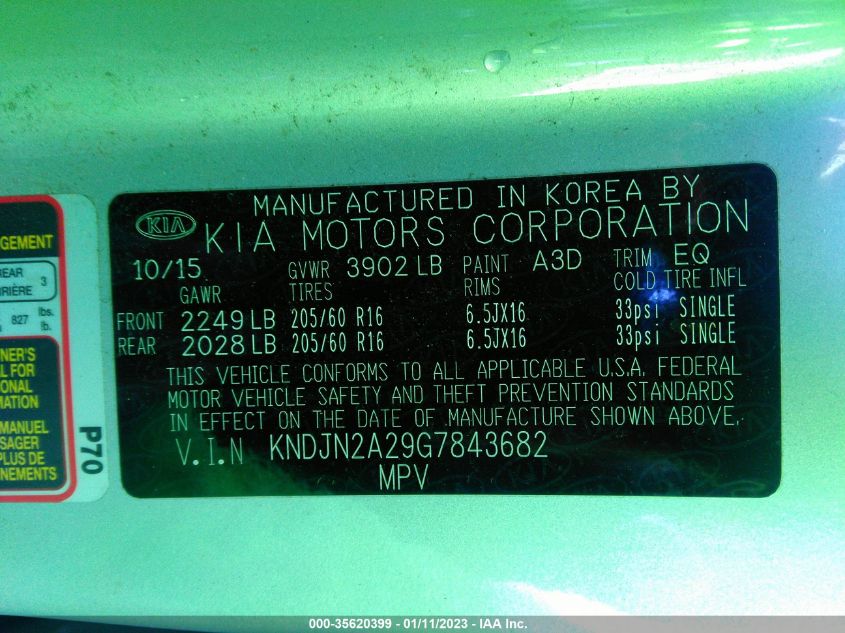 MANUFACTURED IN KOREA BY
KIA KIA MOTORS CORPORATION
10/15 GVWR 3902 LB PAINT A3D TRIM EQ
GAWR TIRES RIMS COLD TIRE INFL
FRONT 2249 LB 205/60 R16 6.5JX16 33psi SINGLE
REAR 2028 LB 205/60 R16 6.5JX16 33psi SINGLE
THIS VEHICLE CONFORMS TO ALL APPLICABLE U.S.A. FEDERAL
MOTOR VEHICLE SAFETY AND THEFT PREVENTION STANDARDS
IN EFFECT ON THE DATE OF MANUFACTURE SHOWN ABOVE.
V.I.N KNDJN2A29G7843682
MPV
GEMENT
REAR
RIÈRE 3
827 lbs.
lb.
NER'S
L FOR
ONAL
MATION
MANUEL
SAGER
PLUS DE
NEMENTS
P70
000-35620399 - 01/11/2023 - IAA Inc.